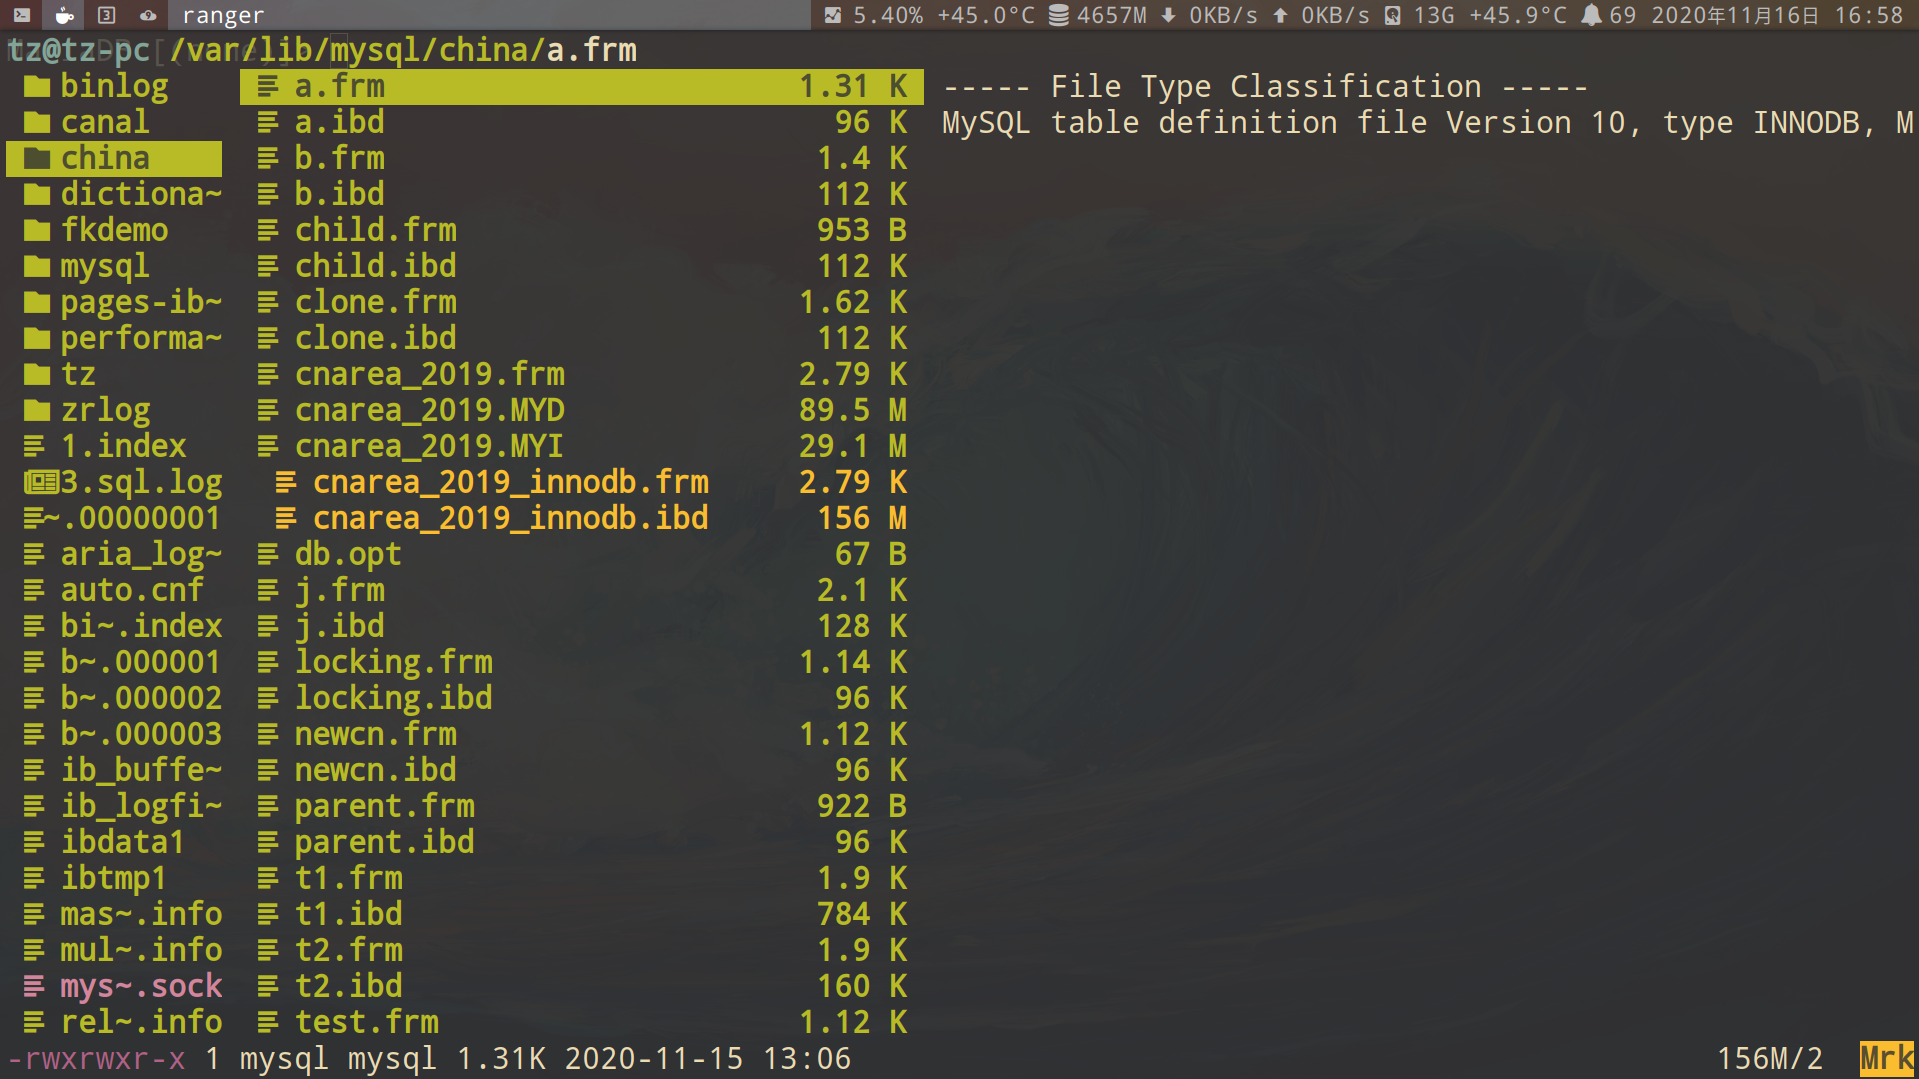 3 ranger 5.40% +45.0°C 4657M 0KB/s 0KB/s 13G +45.9°C 69 2020年11月16日 16:58
tz@tz-pc /var/lib/mysql/china/a.frm
binlog a.frm 1.31 K ----- File Type Classification -----
canal a.ibd 96 K MySQL table definition file Version 10, type INNODB, M
china b.frm 1.4 K
dictiona~ b.ibd 112 K
fkdemo child.frm 953 B
mysql child.ibd 112 K
pages-ib~ clone.frm 1.62 K
performa~ clone.ibd 112 K
tz cnarea_2019.frm 2.79 K
zrlog cnarea_2019.MYD 89.5 M
1.index cnarea_2019.MYI 29.1 M
3.sql.log cnarea_2019_innodb.frm 2.79 K
~.00000001 cnarea_2019_innodb.ibd 156 M
aria_log~ db.opt 67 B
auto.cnf j.frm 2.1 K
bi~.index j.ibd 128 K
b~.000001 locking.frm 1.14 K
b~.000002 locking.ibd 96 K
b~.000003 newcn.frm 1.12 K
ib_buffe~ newcn.ibd 96 K
ib_logfi~ parent.frm 922 B
ibdata1 parent.ibd 96 K
ibtmp1 t1.frm 1.9 K
mas~.info t1.ibd 784 K
mul~.info t2.frm 1.9 K
mys~.sock t2.ibd 160 K
rel~.info test.frm 1.12 K
-rwxrwxr-x 1 mysql mysql 1.31K 2020-11-15 13:06 156M/2 Mrk